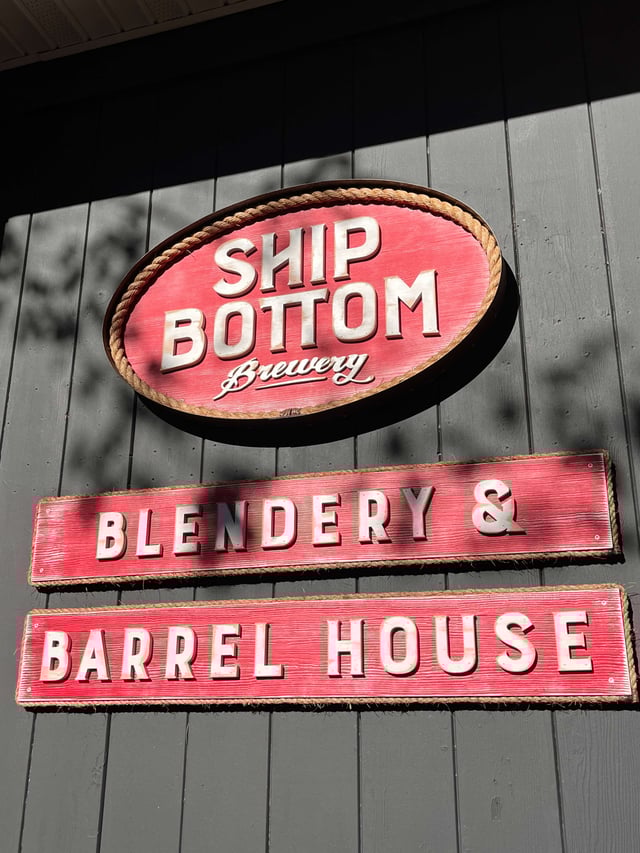 SHIP
BOTTOM
Brewery
BLENDERY &
BARREL HOUSE